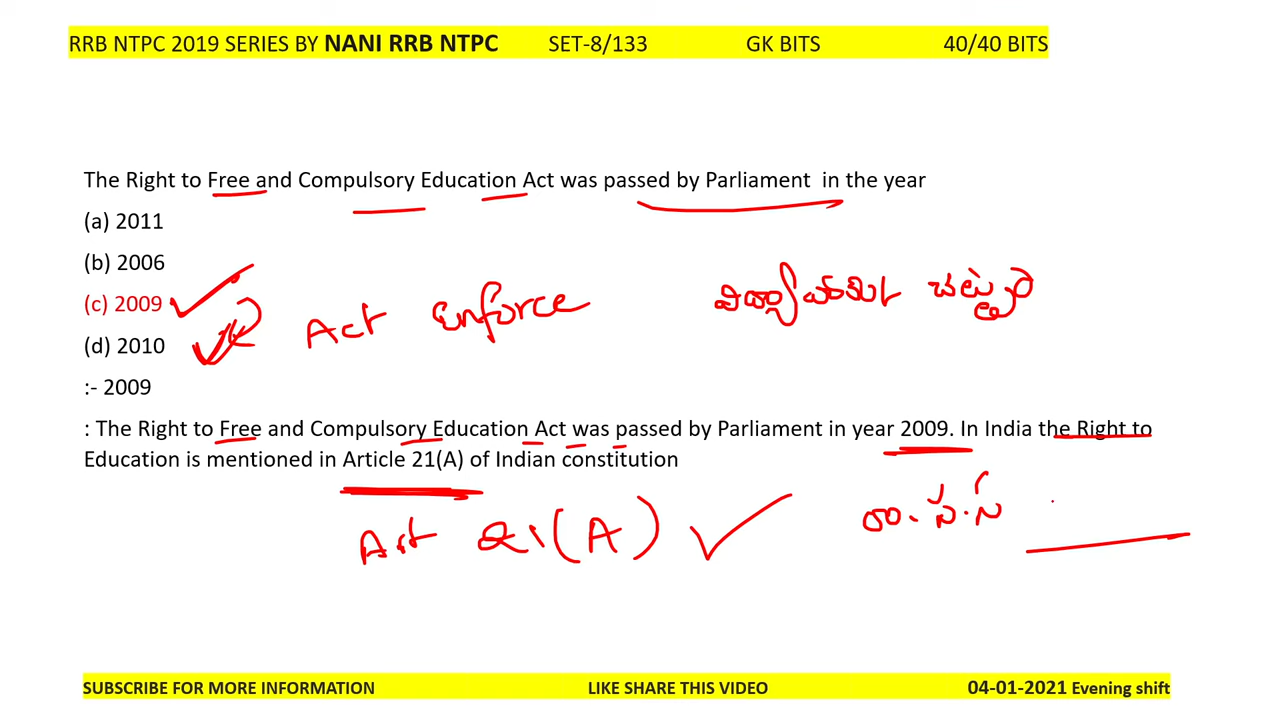 RRB NTPC 2019 SERIES BY NANI RRB NTPC SET-8/133 GK BITS 40/40 BITS
The Right to Free and Compulsory Education Act was passed by Parliament in the year
(a) 2011
(b) 2006
(c) 2009
Act enforce
(d) 2010
:- 2009
: The Right to Free and Compulsory Education Act was passed by Parliament in year 2009. In India the Right to
Education is mentioned in Article 21(A) of Indian constitution
Art 21(A)
SUBSCRIBE FOR MORE INFORMATION LIKE SHARE THIS VIDEO 04-01-2021 Evening shift